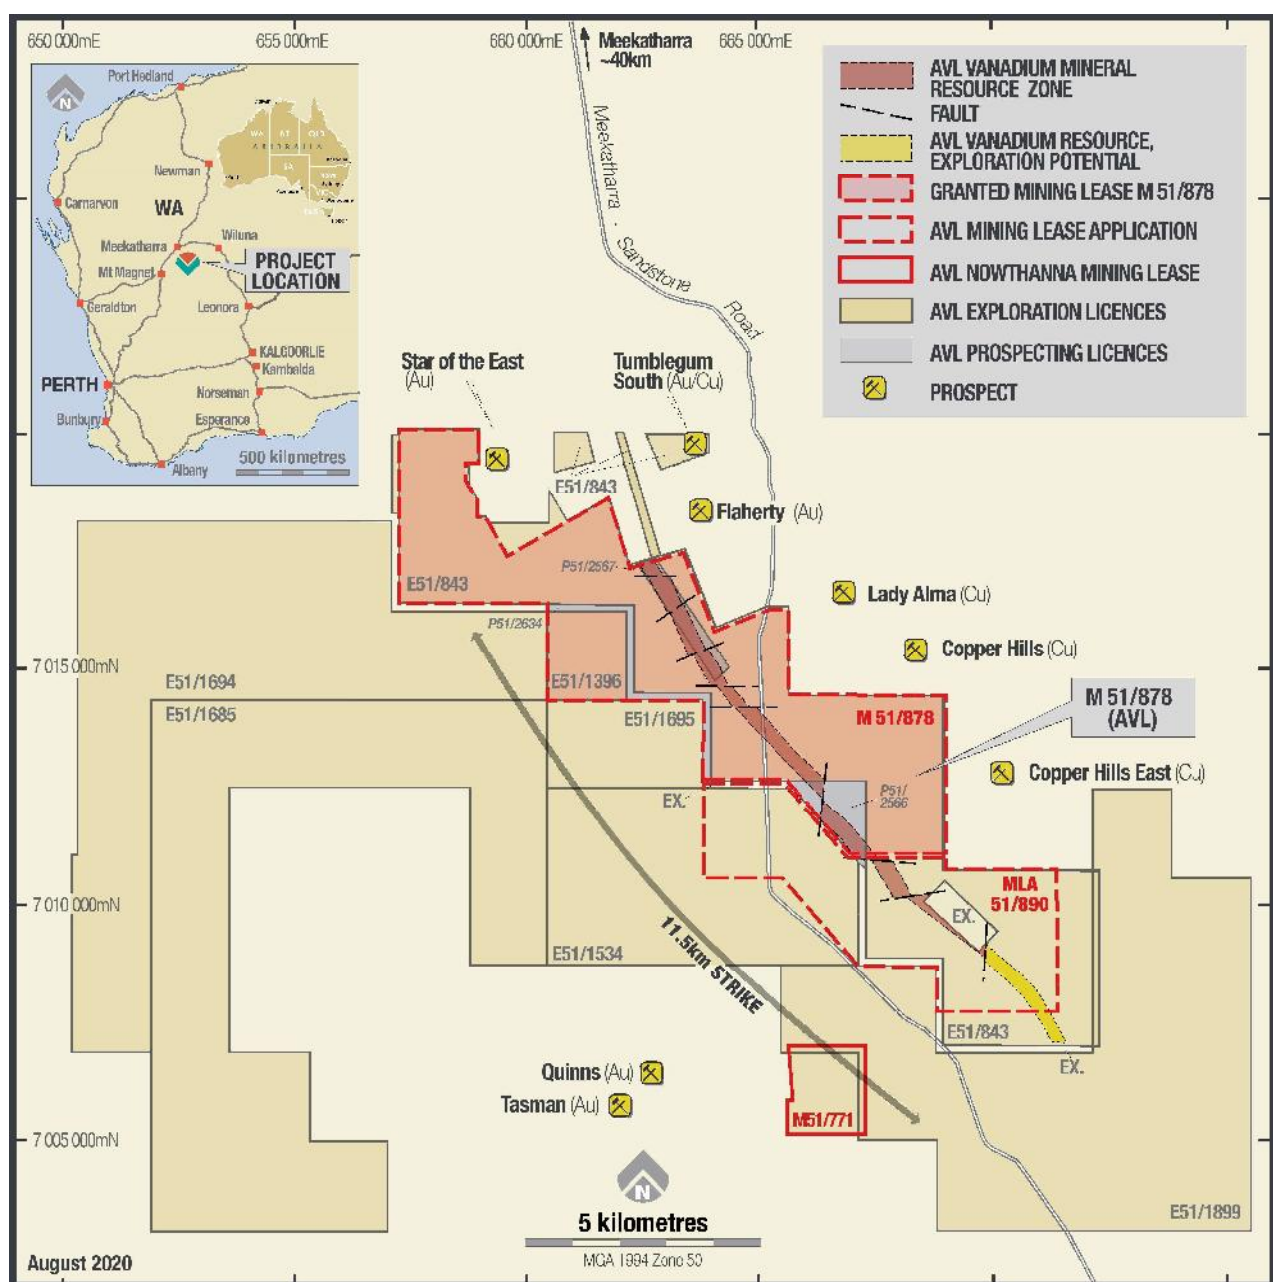 650 000mE
655 000mE
660 000mE
665 000mE
Meekatharra
~40km
Meekatharra - Sandstone Road
N
Port Hedland
Newman
WA
Carnarvon
Meekatharra
Wiluna
Mt Magnet
PROJECT
LOCATION
Geraldton
Leonora
KALGOORLIE
Kambalda
PERTH
Norseman
Bunbury
Esperance
Albany
500 kilometres
WA
NT
QLD
AUSTRALIA
SA
AVL VANADIUM MINERAL
RESOURCE ZONE
FAULT
AVL VANADIUM RESOURCE,
EXPLORATION POTENTIAL
GRANTED MINING LEASE M 51/878
AVL MINING LEASE APPLICATION
AVL NOWTHANNA MINING LEASE
AVL EXPLORATION LICENCES
AVL PROSPECTING LICENCES
PROSPECT
Star of the East
(Au)
Tumblegum
South (Au/Cu)
E51/843
Flaherty (Au)
P51/2567
E51/843
Lady Alma (Cu)
P51/2634
Copper Hills (Cu)
7 015 000mN
E51/1694
E51/1396
E51/1685
E51/1695
M 51/878
M 51/878
(AVL)
Copper Hills East (Cu)
EX.
P51/
2566
7 010 000mN
MLA
51/890
EX.
E51/1534
11.5km STRIKE
E51/843
EX.
Quinns (Au)
Tasman (Au)
M51/771
7 005 000mN
N
5 kilometres
MGA 1994 Zone 50
E51/1899
August 2020